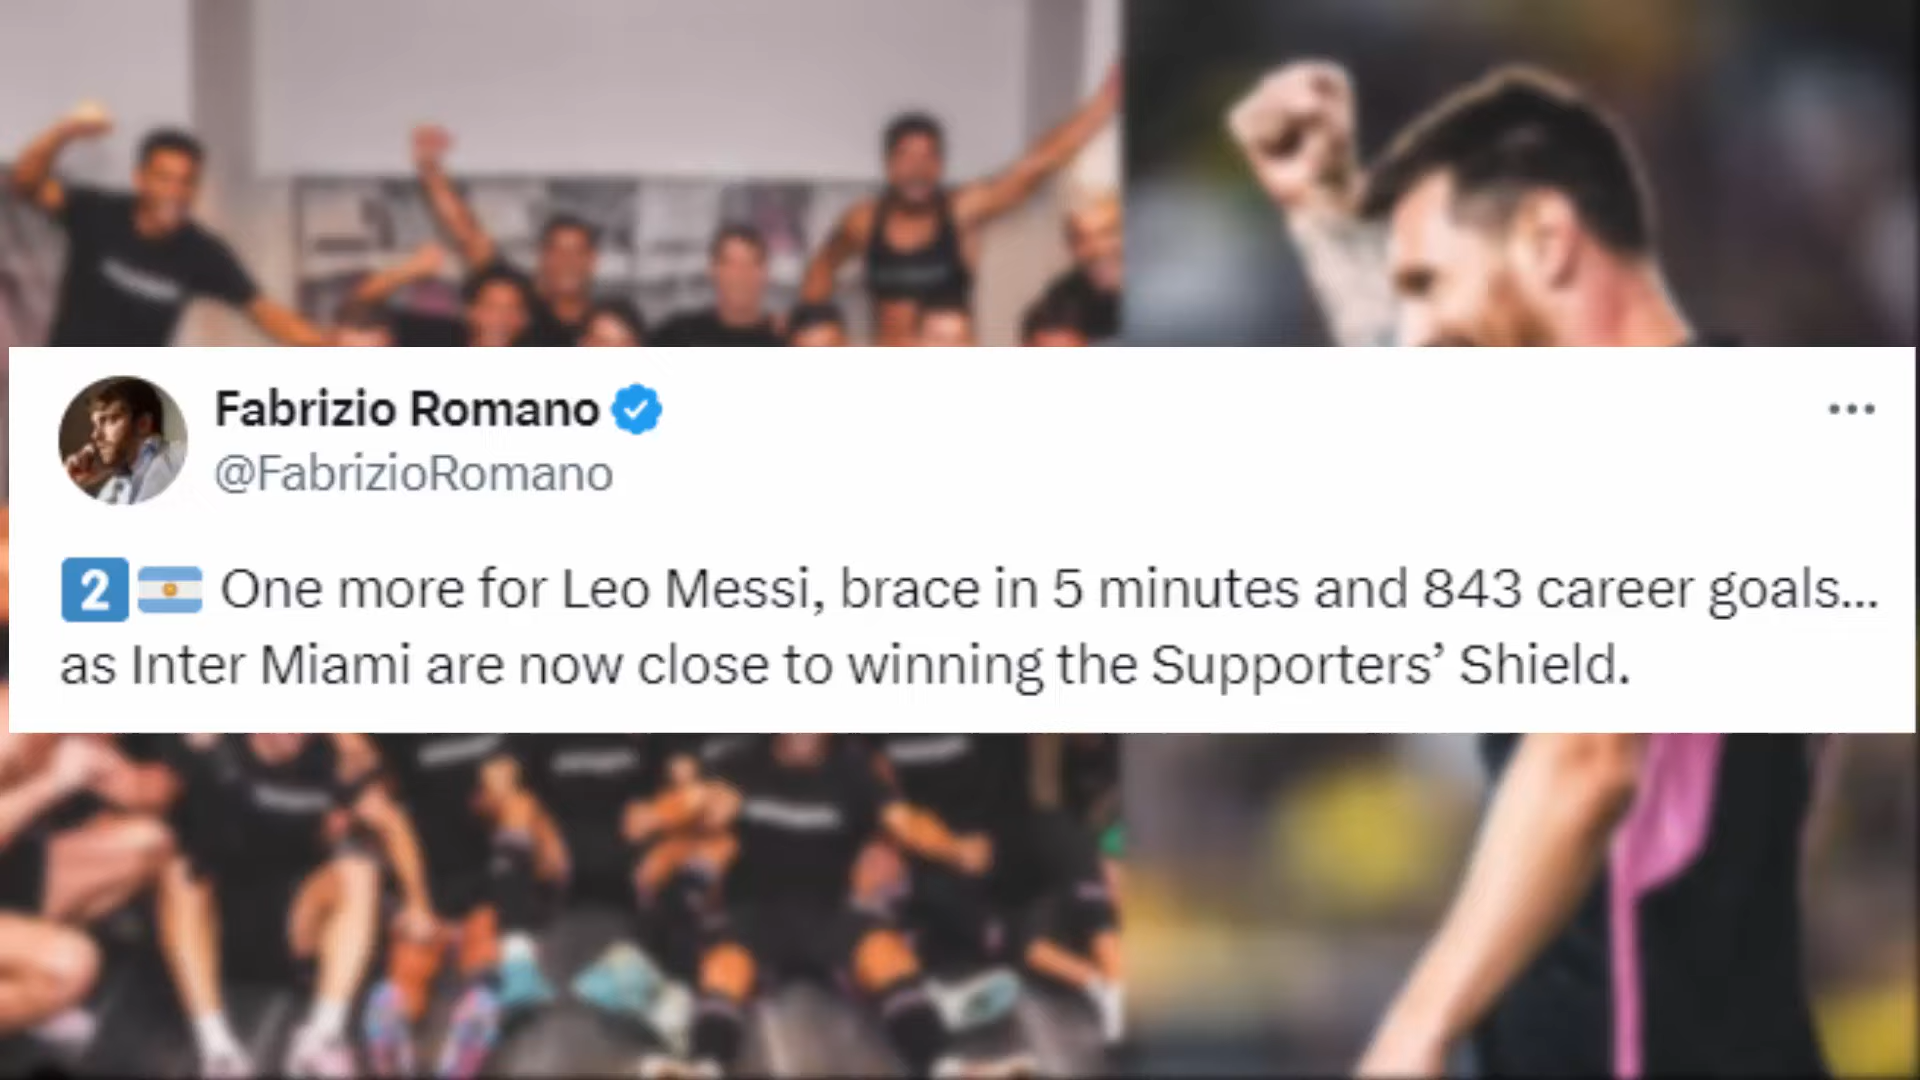 Fabrizio Romano
@FabrizioRomano
2️⃣🇦🇷 One more for Leo Messi, brace in 5 minutes and 843 career goals...
as Inter Miami are now close to winning the Supporters’ Shield.